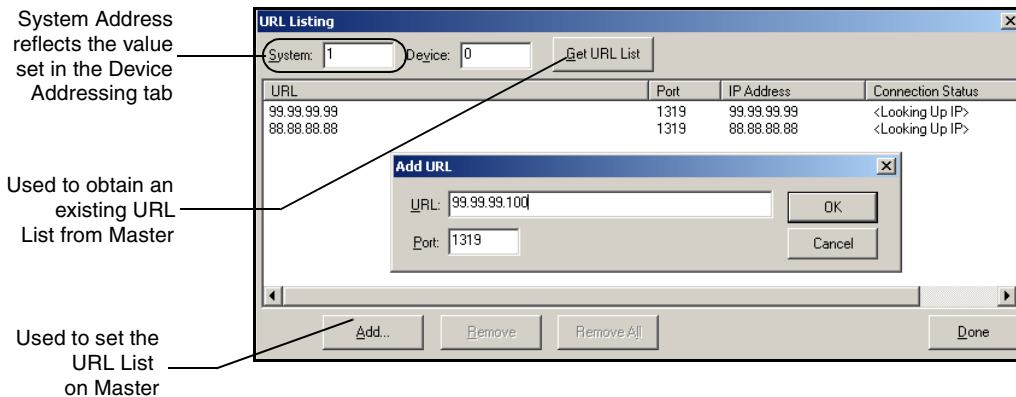 System Address
reflects the value
set in the Device
Addressing tab
Used to obtain an
existing URL
List from Master
Used to set the
URL List
on Master
URL Listing
System: 1 Device: 0 Get URL List
URL Port IP Address Connection Status
99.99.99.99 1319 99.99.99.99 <Looking Up IP>
88.88.88.88 1319 88.88.88.88 <Looking Up IP>
Add URL
URL: 99.99.99.100 OK
Port: 1319 Cancel
Add... Remove Remove All Done